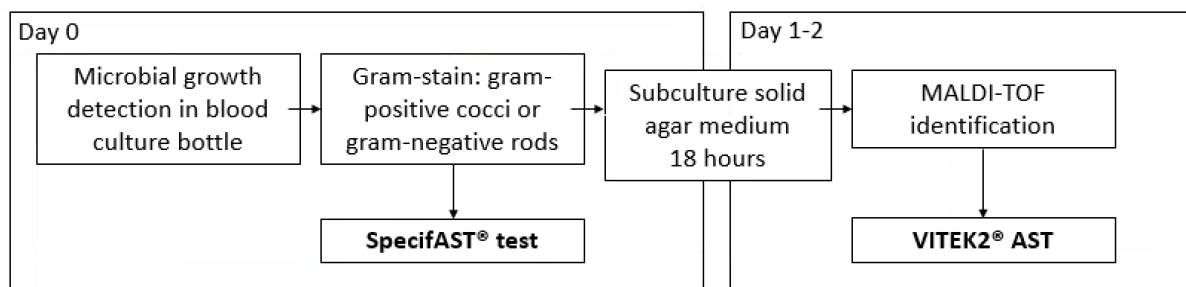 Day 0
Microbial growth
detection in blood
culture bottle
Gram-stain: gram-
positive cocci or
gram-negative rods
SpecifAST® test
Subculture solid
agar medium
18 hours
Day 1-2
MALDI-TOF
identification
VITEK2® AST